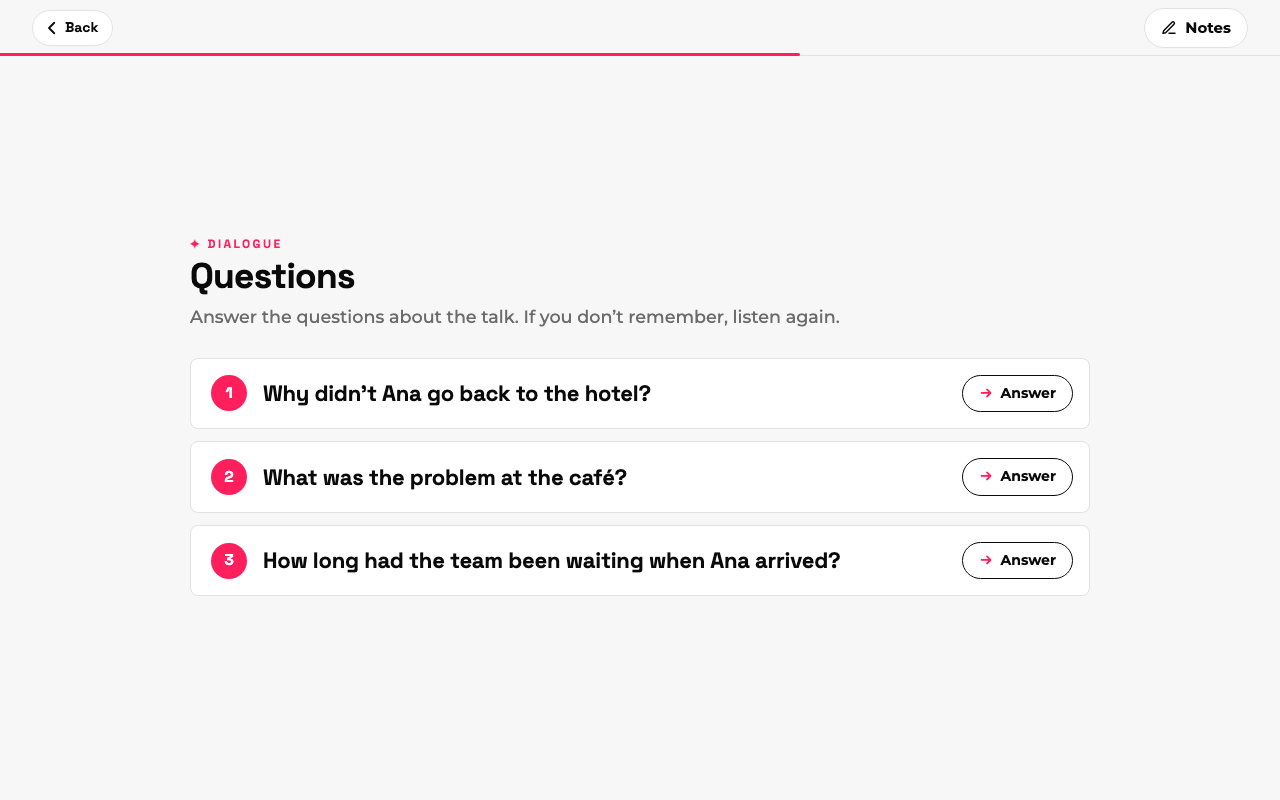 Back
Notes
DIALOGUE
Questions
Answer the questions about the talk. If you don’t remember, listen again.
1 Why didn’t Ana go back to the hotel? → Answer
2 What was the problem at the café? → Answer
3 How long had the team been waiting when Ana arrived? → Answer